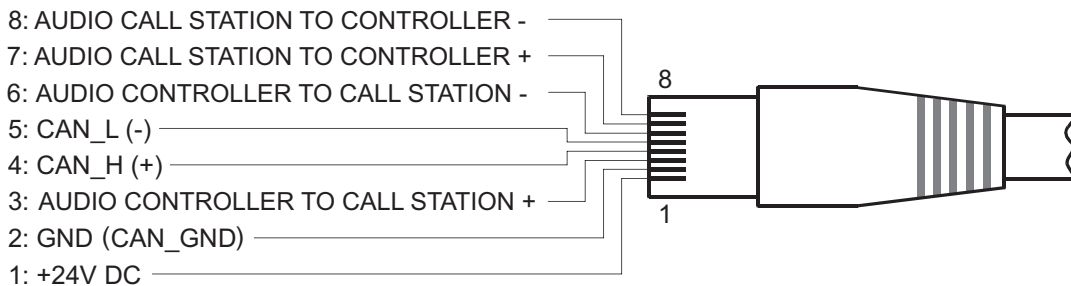 8: AUDIO CALL STATION TO CONTROLLER -
7: AUDIO CALL STATION TO CONTROLLER +
6: AUDIO CONTROLLER TO CALL STATION -
5: CAN_L (-)
4: CAN_H (+)
3: AUDIO CONTROLLER TO CALL STATION +
2: GND (CAN_GND)
1: +24V DC
8
1